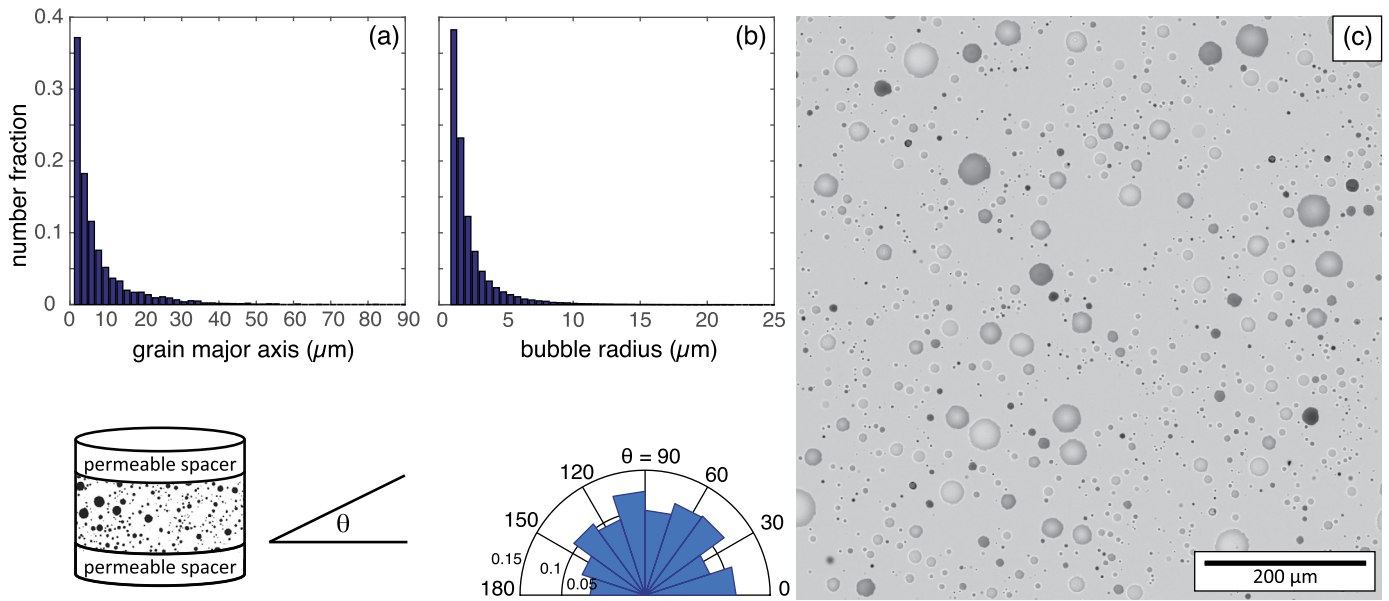 (a)
number fraction
0.4
0.3
0.2
0.1
0
0 10 20 30 40 50 60 70 80 90
grain major axis (µm)
(b)
0 5 10 15 20 25
bubble radius (µm)
(c)
200 µm
permeable spacer
permeable spacer
θ
θ = 90
120
60
150
30
0.15
0.1
0.05
180
0